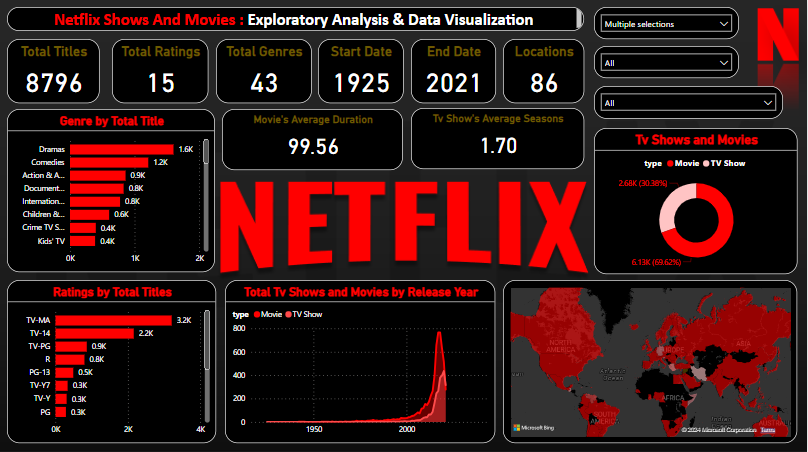 Netflix Shows And Movies : Exploratory Analysis & Data Visualization
Multiple selections
N
Total Titles
8796
Total Ratings
15
Total Genres
43
Start Date
1925
End Date
2021
Locations
86
All
All
Genre by Total Title
Dramas 1.6K
Comedies 1.2K
Action & A... 0.9K
Document... 0.8K
Internation... 0.8K
Children &... 0.6K
Crime TV S... 0.4K
Kids' TV 0.4K
0K 1K 2K
Movie's Average Duration
99.56
Tv Show's Average Seasons
1.70
NETFLIX
Tv Shows and Movies
type Movie TV Show
2.68K (30.38%)
6.13K (69.62%)
Ratings by Total Titles
TV-MA 3.2K
TV-14 2.2K
TV-PG 0.9K
R 0.8K
PG-13 0.5K
TV-Y7 0.3K
TV-Y 0.3K
PG 0.3K
0K 2K 4K
Total Tv Shows and Movies by Release Year
type Movie TV Show
800
600
400
200
0
1950 2000
NORTH
AMERICA
ASIA
Atlantic
Ocean
AFRICA
SOUTH
AMERICA
Indian
Microsoft Bing
© 2024 Microsoft Corporation Terms